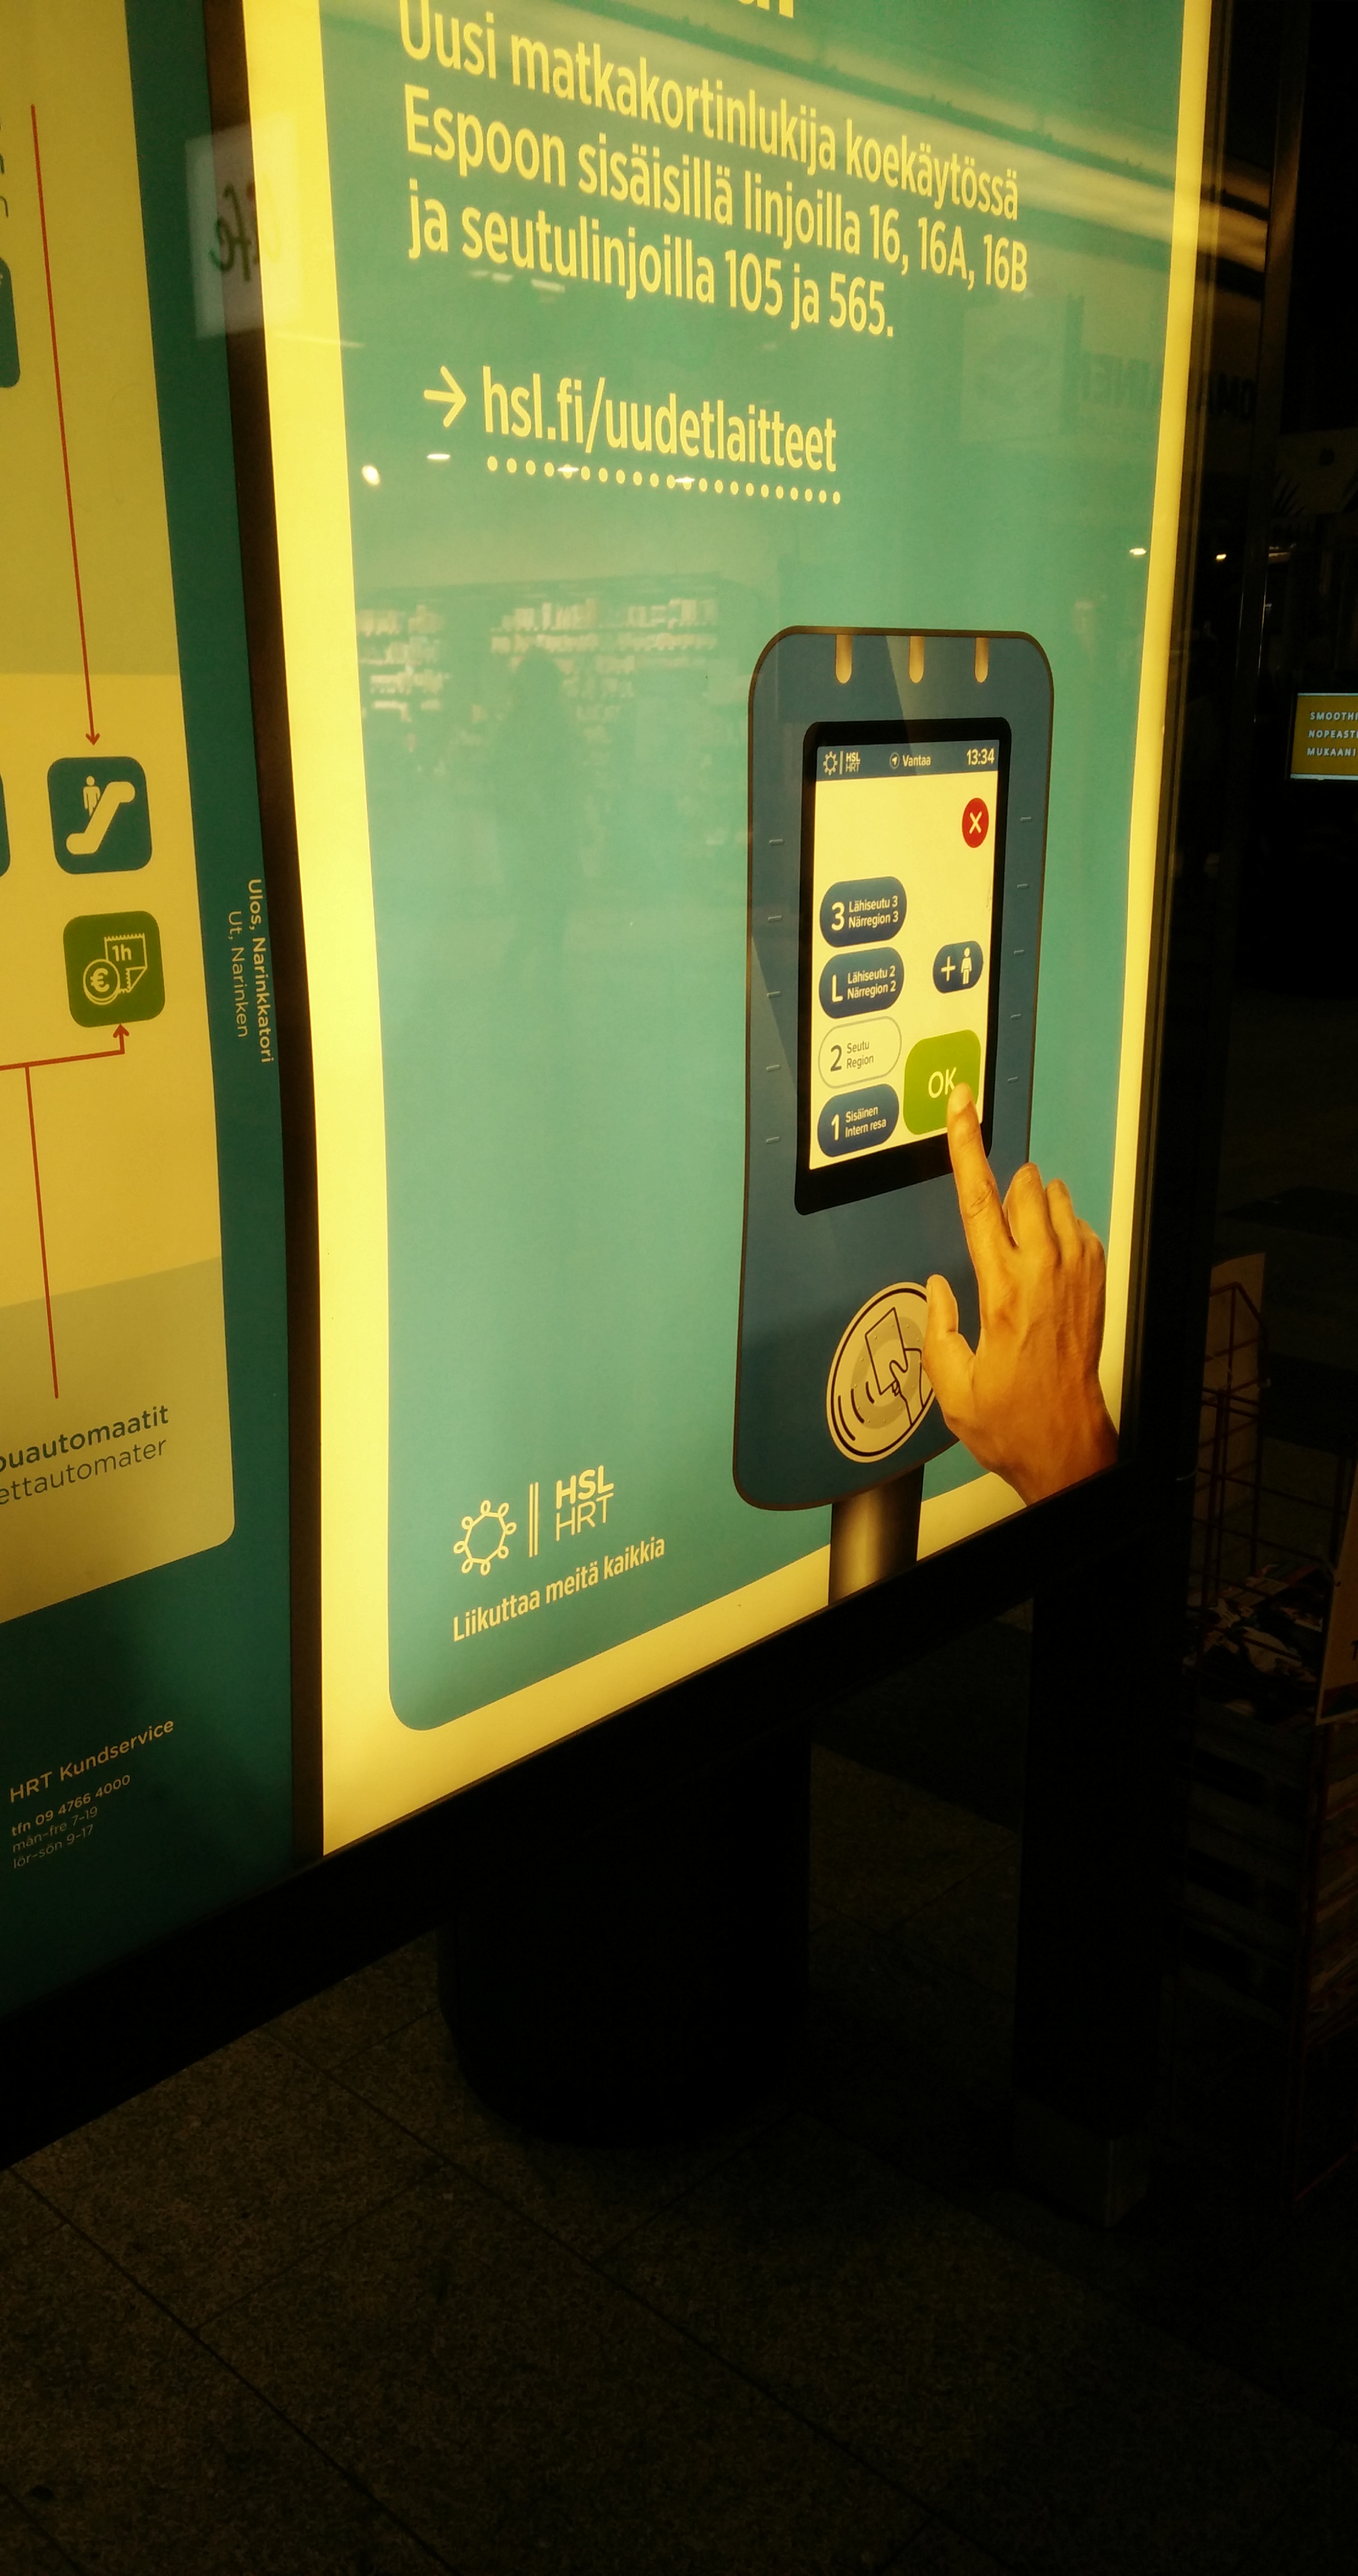 Uusi matkakortinlukija koekäytössä
Espoon sisäisillä linjoilla 16, 16A, 16B
ja seutulinjoilla 105 ja 565.
→ hsl.fi/uudetlaitteet
HSL
HRT
Vantaa
13:34
3 Lähiseutu 3
Närregion 3
L Lähiseutu 2
Närregion 2
2 Seutu
Region
1 Sisäinen
Intern resa
OK
HSL
HRT
Liikuttaa meitä kaikkia
1h
€
Ulos, Narinkkatori
Ut, Narinken
HRT Kundservice
tfn 09 4766 4000
mån-fre 7-19
lör-sön 9-17
MUKAAN!